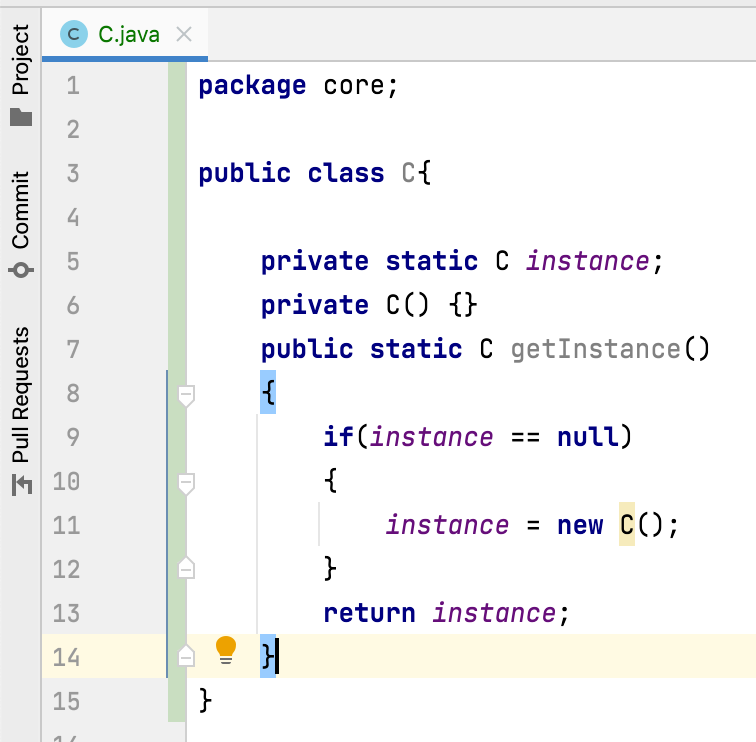 C C.java
Project
Commit
Pull Requests
1 package core;
2
3 public class C{
4
5     private static C instance;
6     private C() {}
7     public static C getInstance()
8     {
9         if(instance == null)
10         {
11             instance = new C();
12         }
13         return instance;
14     }
15 }